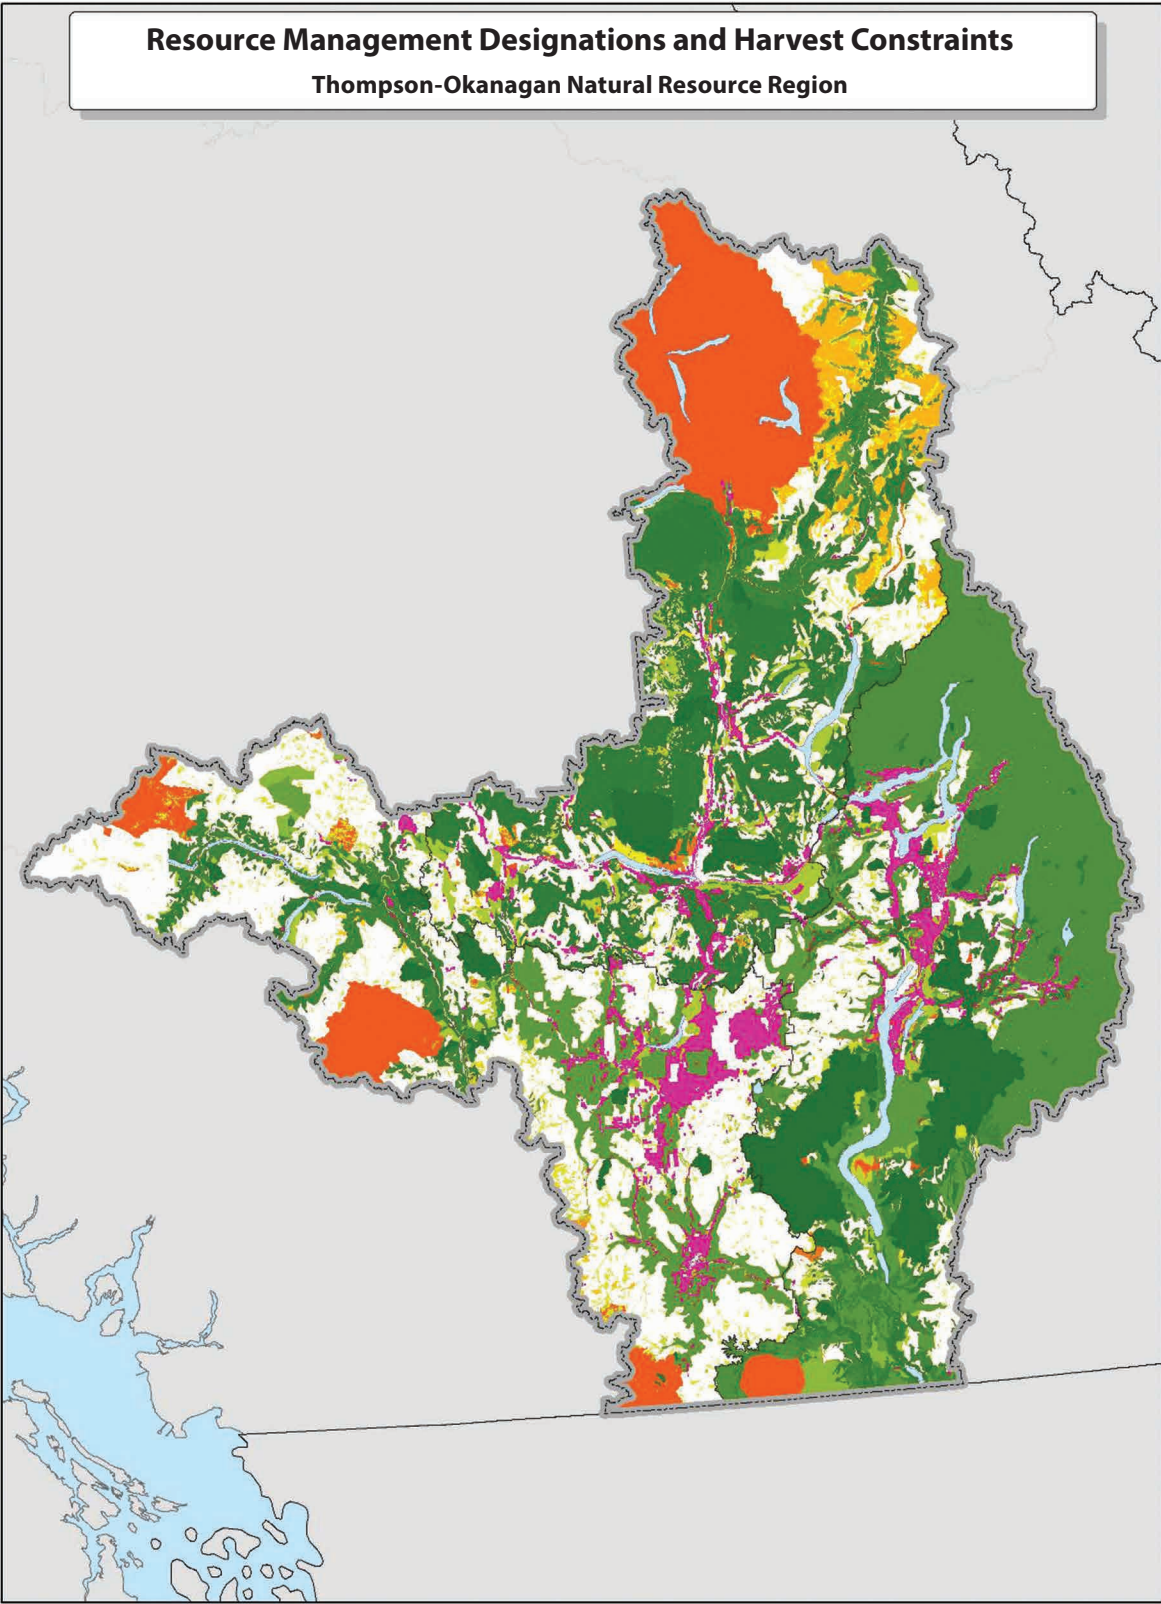 Resource Management Designations and Harvest Constraints
Thompson-Okanagan Natural Resource Region